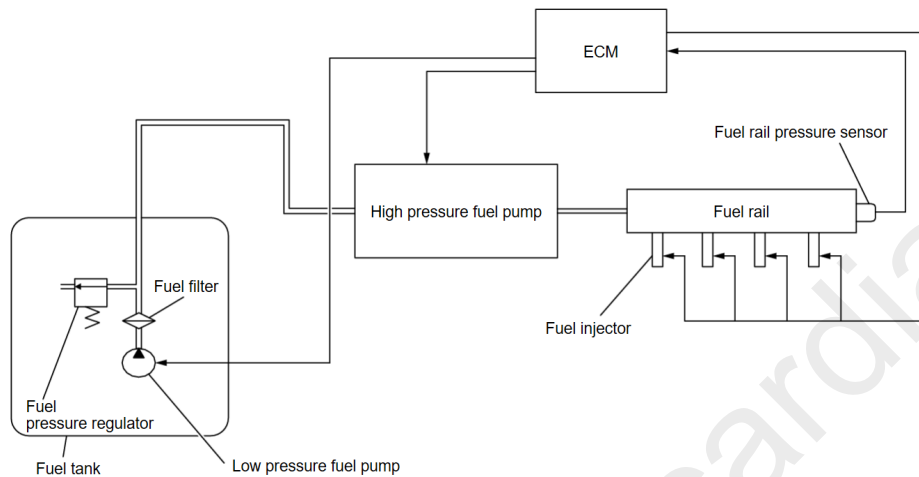 ECM
Fuel rail pressure sensor
High pressure fuel pump
Fuel rail
Fuel filter
Fuel injector
Fuel
pressure regulator
Low pressure fuel pump
Fuel tank
cardia